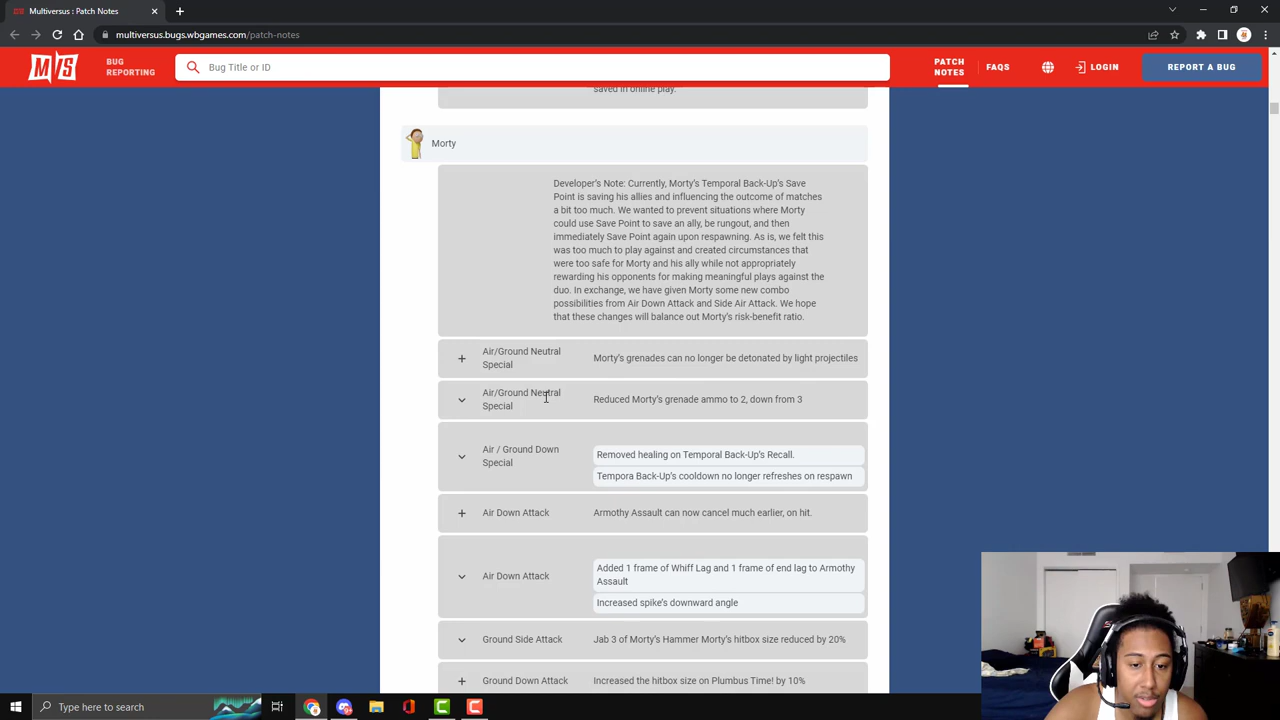 Multiversus : Patch Notes
multiversus.bugs.wbgames.com/patch-notes
M/S
BUG
REPORTING
Bug Title or ID
PATCH
NOTES
FAQS
LOGIN
REPORT A BUG
saved in online play.
Morty
Developer’s Note: Currently, Morty’s Temporal Back-Up’s Save
Point is saving his allies and influencing the outcome of matches
a bit too much. We wanted to prevent situations where Morty
could use Save Point to save an ally, be rungout, and then
immediately Save Point again upon respawning. As is, we felt this
was too much to play against and created circumstances that
were too safe for Morty and his ally while not appropriately
rewarding his opponents for making meaningful plays against the
duo. In exchange, we have given Morty some new combo
possibilities from Air Down Attack and Side Air Attack. We hope
that these changes will balance out Morty’s risk-benefit ratio.
Air/Ground Neutral
Special
Morty’s grenades can no longer be detonated by light projectiles
Air/Ground Neutral
Special
Reduced Morty’s grenade ammo to 2, down from 3
Air / Ground Down
Special
Removed healing on Temporal Back-Up’s Recall.
Tempora Back-Up’s cooldown no longer refreshes on respawn
Air Down Attack
Armothy Assault can now cancel much earlier, on hit.
Air Down Attack
Added 1 frame of Whiff Lag and 1 frame of end lag to Armothy
Assault
Increased spike’s downward angle
Ground Side Attack
Jab 3 of Morty’s Hammer Morty’s hitbox size reduced by 20%
Ground Down Attack
Increased the hitbox size on Plumbus Time! by 10%
Type here to search